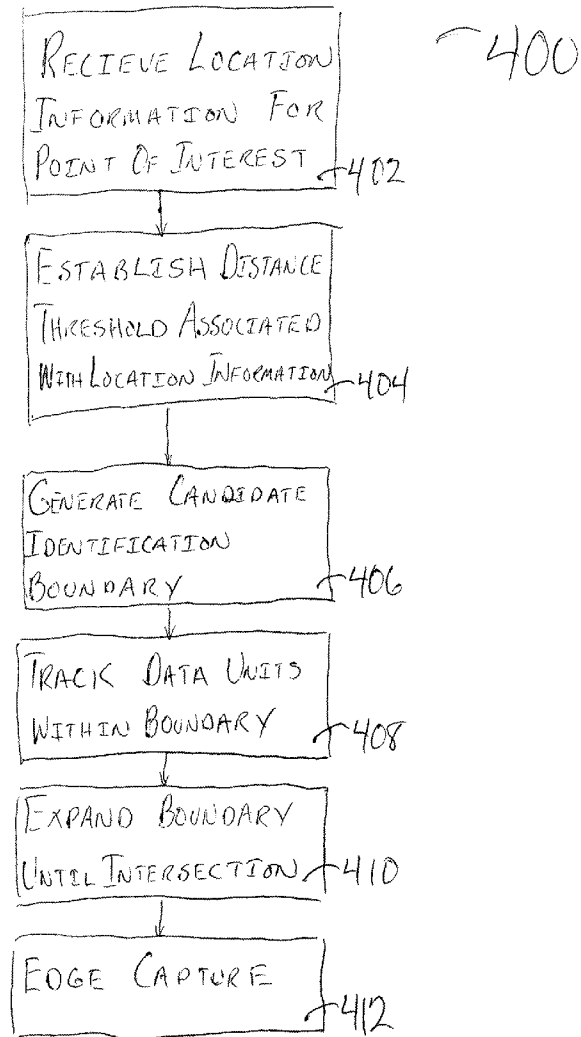 400
RECIEVE LOCATION
INFORMATION FOR
POINT OF INTEREST 402
ESTABLISH DISTANCE
THRESHOLD ASSOCIATED
WITH LOCATION INFORMATION 404
GENERATE CANDIDATE
IDENTIFICATION
BOUNDARY 406
TRACK DATA UNITS
WITHIN BOUNDARY 408
EXPAND BOUNDARY
UNTIL INTERSECTION 410
EDGE CAPTURE
412